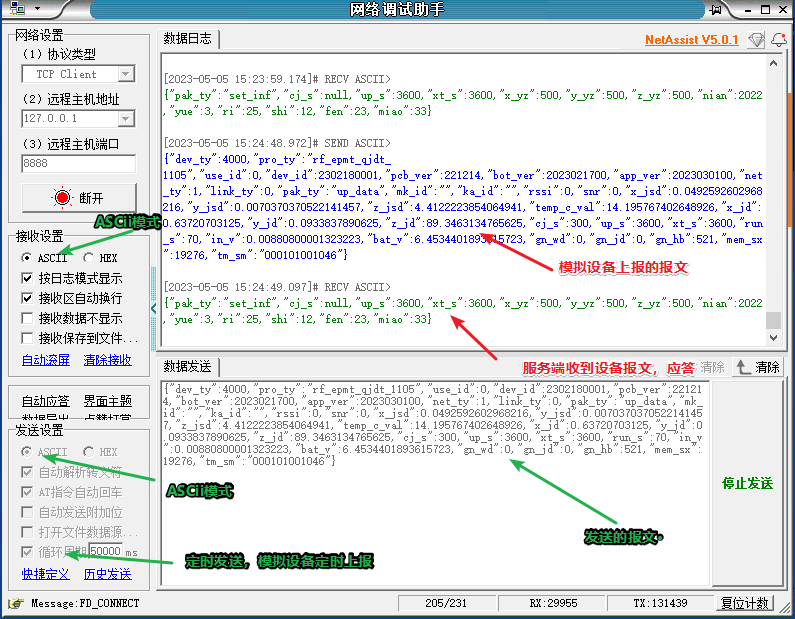 网络调试助手
网络设置
(1) 协议类型
TCP Client
(2) 远程主机地址
127.0.0.1
(3) 远程主机端口
8888
断开
ASCii模式
接收设置
ASCII
HEX
按日志模式显示
接收区自动换行
接收数据不显示
接收保存到文件...
自动滚屏
清除接收
自动应答
界面主题
发送设置
ASCII
HEX
自动解析转义符
AT指令自动回车
自动发送附加位
打开文件数据源...
循环周期
50000
ms
快捷定义
历史发送
数据日志
NetAssist V5.0.1
[2023-05-05 15:23:59.174]# RECV ASCII>
{"pak_ty":"set_inf", "cj_s":null, "up_s":3600, "xt_s":3600, "x_yz":500, "y_yz":500, "z_yz":500, "nian":2022
, "yue":3, "ri":25, "shi":12, "fen":23, "miao":33}
[2023-05-05 15:24:48.972]# SEND ASCII>
{"dev_ty":4000, "pro_ty":"rf_epmt_qjdt_
1105", "use_id":0, "dev_id":2302180001, "pcb_ver":221214, "bot_ver":2023021700, "app_ver":2023030100, "net_
_ty":1, "link_ty":0, "pak_ty":"up_data", "mk_id":"", "ka_id":"", "rssi":0, "snr":0, "x_jsd":0.0492592602968
216, "y_jsd":0.0070370370522141457, "z_jsd":4.4122223854064941, "temp_c_val":14.195767402648926, "x_jd":
0.63720703125, "y_jd":0.0933837890625, "z_jd":89.3463134765625, "cj_s":300, "up_s":3600, "xt_s":3600, "run
_s":70, "in_v":0.00880800001323223, "bat_v":6.4534401893615723, "gn_wd":0, "gn_jd":0, "gn_hb":521, "mem_sx"
:19276, "tm_sm":"000101001046"}
模拟设备上报的报文
[2023-05-05 15:24:49.097]# RECV ASCII>
{"pak_ty":"set_inf", "cj_s":null, "up_s":3600, "xt_s":3600, "x_yz":500, "y_yz":500, "z_yz":500, "nian":2022
, "yue":3, "ri":25, "shi":12, "fen":23, "miao":33}
服务端收到设备报文，应答
数据发送
清除
清除
{"dev_ty":4000, "pro_ty":"rf_epmt_qjdt_1105", "use_id":0, "dev_id":2302180001, "pcb_ver":22121
4, "bot_ver":2023021700, "app_ver":2023030100, "net_ty":1, "link_ty":0, "pak_ty":"up_data", "mk_id
":"", "ka_id":"", "rssi":0, "snr":0, "x_jsd":0.0492592602968216, "y_jsd":0.00703703705221414​5
7, "z_jsd":4.4122223854064941, "temp_c_val":14.195767402648926, "x_jd":0.63720703125, "y_jd":0
.0933837890625, "z_jd":89.3463134765625, "cj_s":300, "up_s":3600, "xt_s":3600, "run_s":70, "in_v"
:0.00880800001323223, "bat_v":6.4534401893615723, "gn_wd":0, "gn_jd":0, "gn_hb":521, "mem_sx":
19276, "tm_sm":"000101001046"}
停止发送
ASCii模式
定时发送，模拟设备定时上报
发送的报文
Message:FD_CONNECT
205/231
RX:29955
TX:131439
复位计数